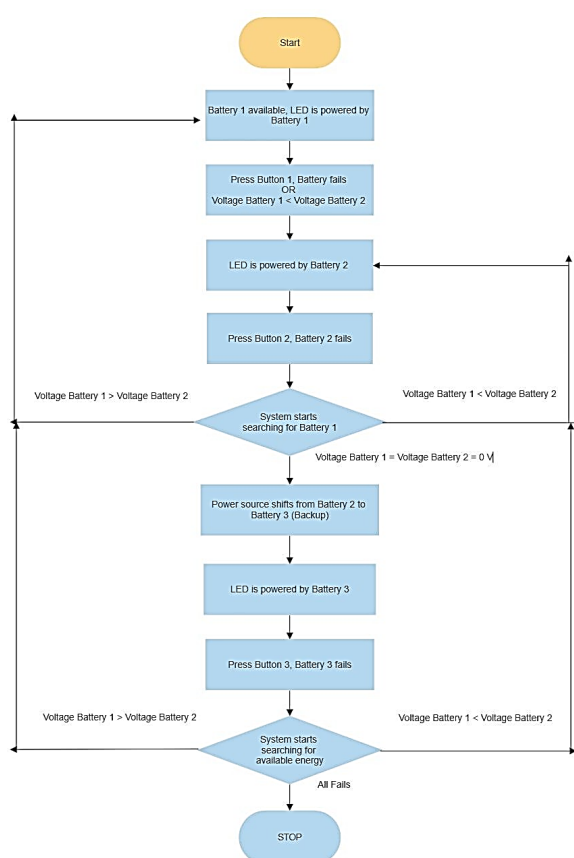 Start
Battery 1 available, LED is powered by
Battery 1
Press Button 1, Battery fails
OR
Voltage Battery 1 < Voltage Battery 2
LED is powered by Battery 2
Press Button 2, Battery 2 fails
Voltage Battery 1 > Voltage Battery 2
Voltage Battery 1 < Voltage Battery 2
System starts
searching for Battery 1
Voltage Battery 1 = Voltage Battery 2 = 0 V
Power source shifts from Battery 2 to
Battery 3 (Backup)
LED is powered by Battery 3
Press Button 3, Battery 3 fails
Voltage Battery 1 > Voltage Battery 2
Voltage Battery 1 < Voltage Battery 2
System starts
searching for
available energy
All Fails
STOP